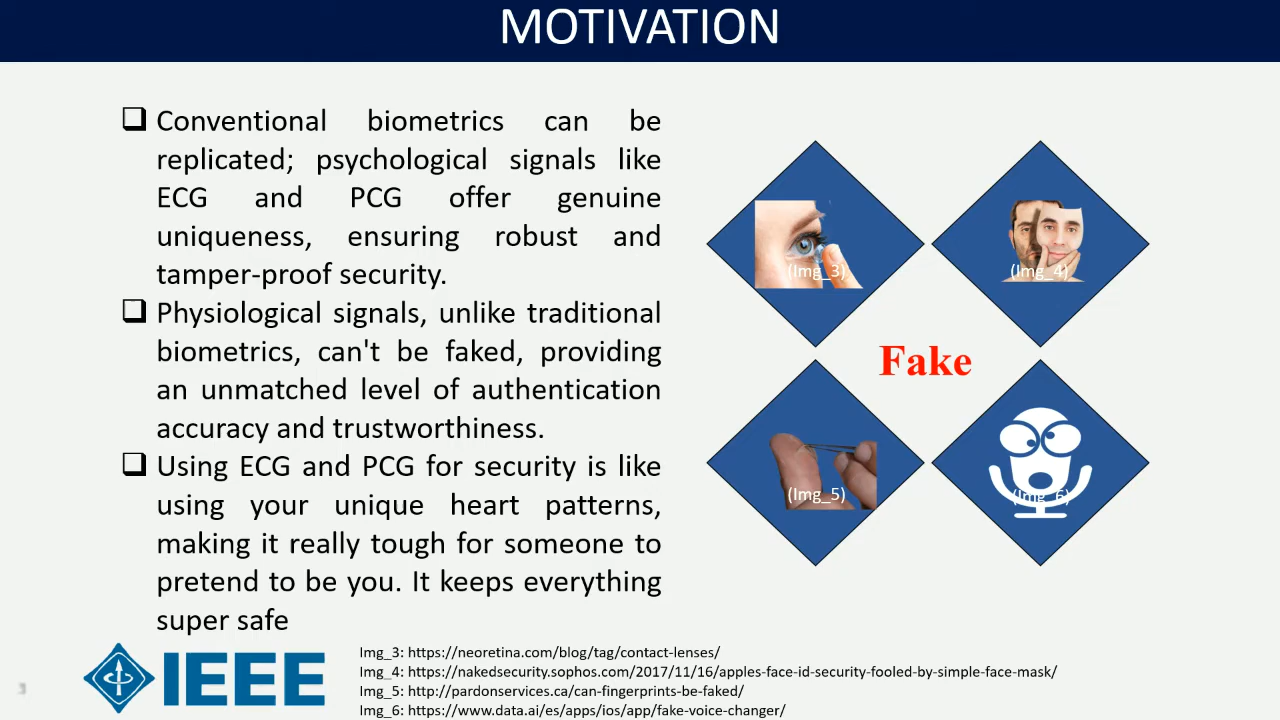 MOTIVATION
❑ Conventional biometrics can be
replicated; psychological signals like
ECG and PCG offer genuine
uniqueness, ensuring robust and
tamper-proof security.
❑ Physiological signals, unlike traditional
biometrics, can't be faked, providing
an unmatched level of authentication
accuracy and trustworthiness.
❑ Using ECG and PCG for security is like
using your unique heart patterns,
making it really tough for someone to
pretend to be you. It keeps everything
super safe
(Img_3)
(Img_4)
Fake
(Img_5)
(Img_6)
IEEE
Img_3: https://neoretina.com/blog/tag/contact-lenses/
Img_4: https://nakedsecurity.sophos.com/2017/11/16/apples-face-id-security-fooled-by-simple-face-mask/
Img_5: http://pardonservices.ca/can-fingerprints-be-faked/
Img_6: https://www.data.ai/es/apps/ios/app/fake-voice-changer/
3